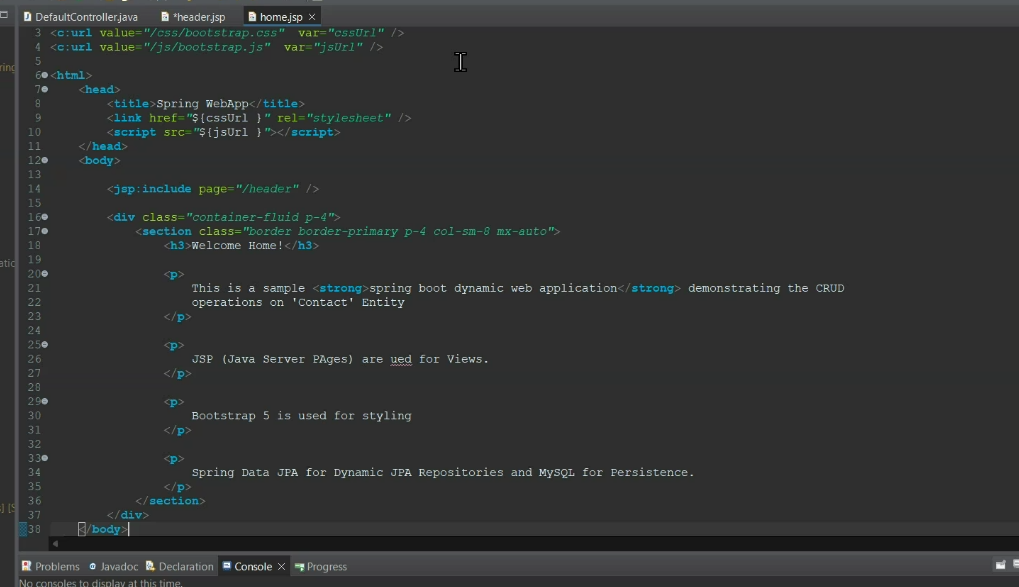 DefaultController.java *header.jsp home.jsp
3 <c:url value="/css/bootstrap.css" var="cssUrl" />
4 <c:url value="/js/bootstrap.js" var="jsUrl" />
5
6 <html>
7 <head>
8 <title>Spring WebApp</title>
9 <link href="${cssUrl }" rel="stylesheet" />
10 <script src="${jsUrl }"></script>
11 </head>
12 <body>
13
14 <jsp:include page="/header" />
15
16 <div class="container-fluid p-4">
17 <section class="border border-primary p-4 col-sm-8 mx-auto">
18 <h3>Welcome Home!</h3>
19
20 <p>
21 This is a sample <strong>spring boot dynamic web application</strong> demonstrating the CRUD
22 operations on 'Contact' Entity
23 </p>
24
25 <p>
26 JSP (Java Server PAges) are ued for Views.
27 </p>
28
29 <p>
30 Bootstrap 5 is used for styling
31 </p>
32
33 <p>
34 Spring Data JPA for Dynamic JPA Repositories and MySQL for Persistence.
35 </p>
36 </section>
37 </div>
38 </body>
Problems Javadoc Declaration Console Progress
No consoles to display at this time.